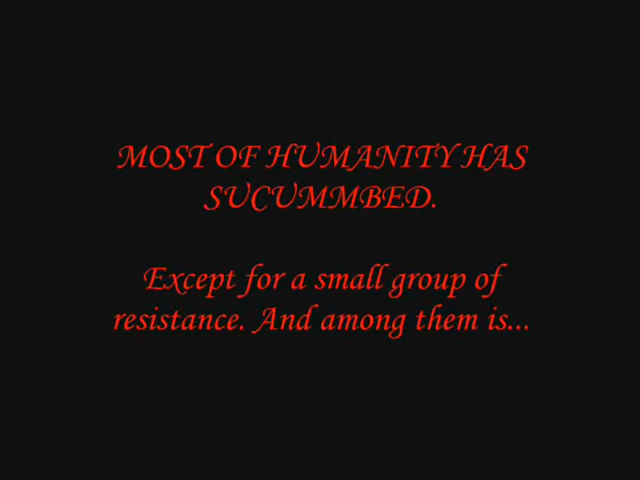 MOST OF HUMANITY HAS
SUCUMMBED.
Except for a small group of
resistance. And among them is...